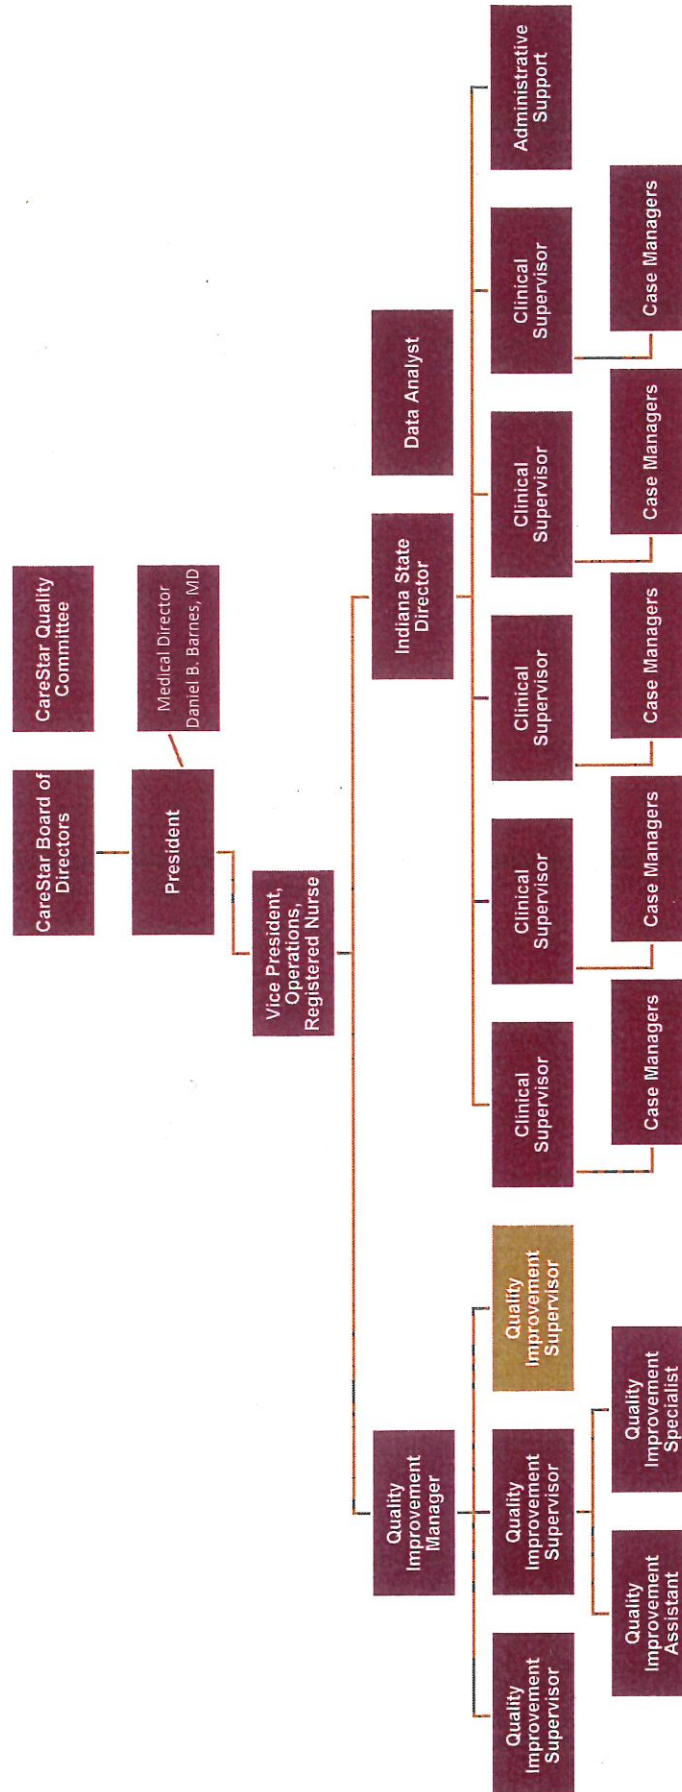 CareStar Board of
Directors
CareStar Quality
Committee
President
Medical Director
Daniel B. Barnes, MD
Vice President,
Operations,
Registered Nurse
Quality
Improvement
Manager
Indiana State
Director
Data Analyst
Quality
Improvement
Supervisor
Quality
Improvement
Supervisor
Quality
Improvement
Supervisor
Clinical
Supervisor
Clinical
Supervisor
Clinical
Supervisor
Clinical
Supervisor
Clinical
Supervisor
Administrative
Support
Quality
Improvement
Assistant
Quality
Improvement
Specialist
Case Managers
Case Managers
Case Managers
Case Managers
Case Managers